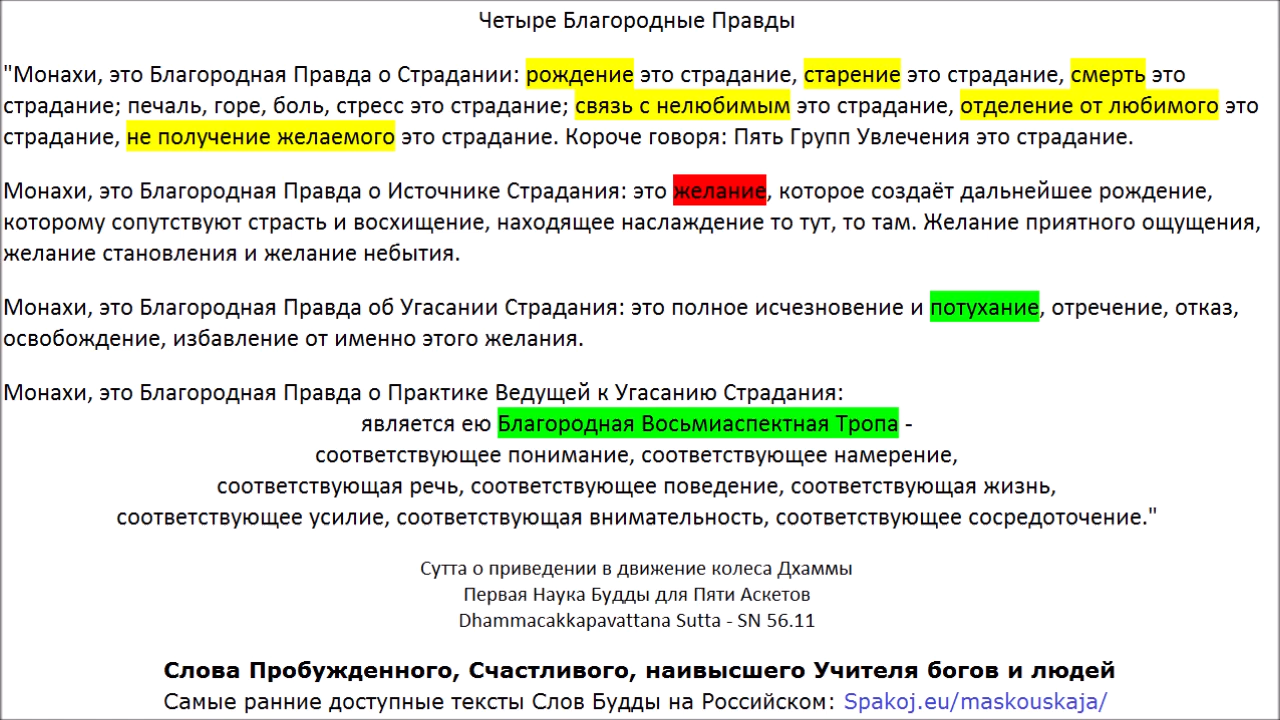 Четыре Благородные Правды
"Монахи, это Благородная Правда о Страдании: рождение это страдание, старение это страдание, смерть это
страдание; печаль, горе, боль, стресс это страдание; связь с нелюбимым это страдание, отделение от любимого это
страдание, не получение желаемого это страдание. Короче говоря: Пять Групп Увлечения это страдание.
Монахи, это Благородная Правда о Источнике Страдания: это желание, которое создаёт дальнейшее рождение,
которому сопутствуют страсть и восхищение, находящее наслаждение то тут, то там. Желание приятного ощущения,
желание становления и желание небытия.
Монахи, это Благородная Правда об Угасании Страдания: это полное исчезновение и потухание, отречение, отказ,
освобождение, избавление от именно этого желания.
Монахи, это Благородная Правда о Практике Ведущей к Угасанию Страдания:
является ею Благородная Восьмиаспектная Тропа -
соответствующее понимание, соответствующее намерение,
соответствующая речь, соответствующее поведение, соответствующая жизнь,
соответствующее усилие, соответствующая внимательность, соответствующее сосредоточение."
Сутта о приведении в движение колеса Дхаммы
Первая Наука Будды для Пяти Аскетов
Dhammacakkapavattana Sutta - SN 56.11
Слова Пробужденного, Счастливого, наивысшего Учителя богов и людей
Самые ранние доступные тексты Слов Будды на Российском: Spakoj.eu/maskouskaja/